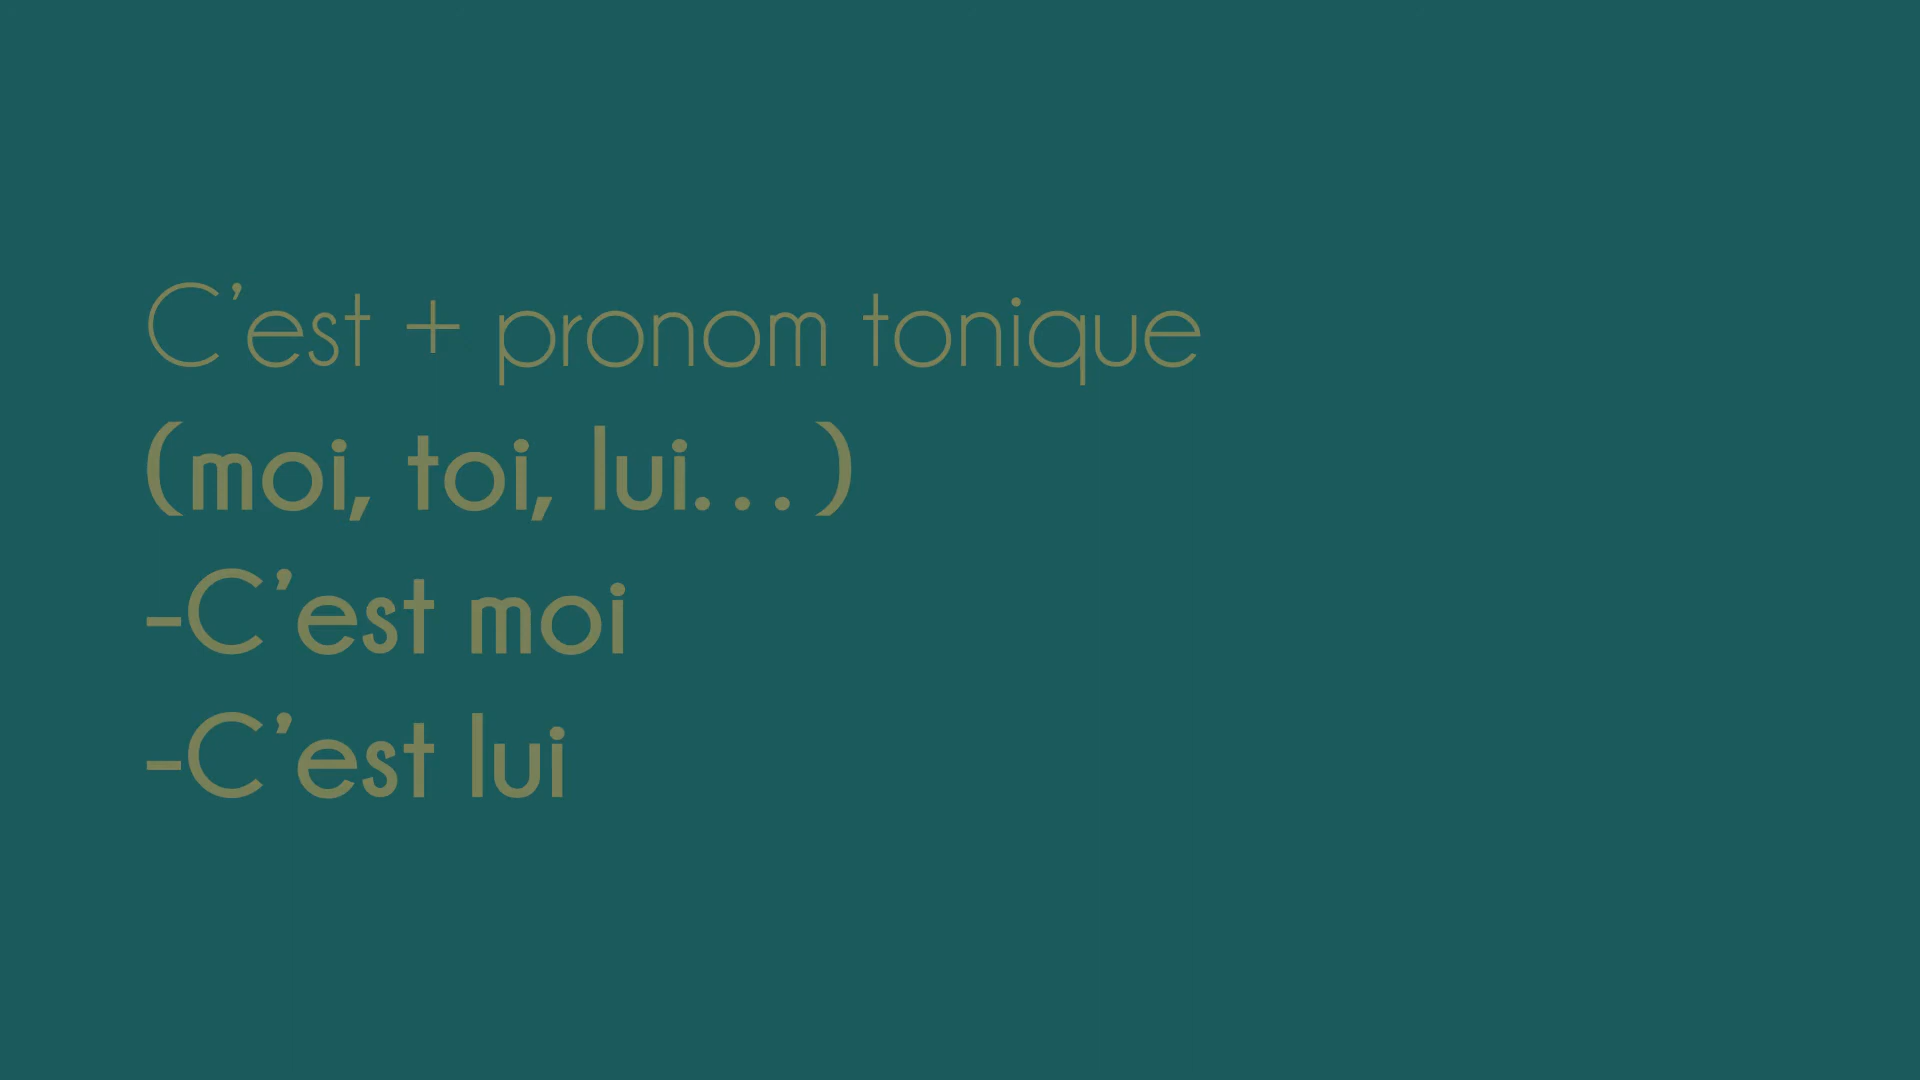 C’est + pronom tonique
(moi, toi, lui…)
-C’est moi
-C’est lui